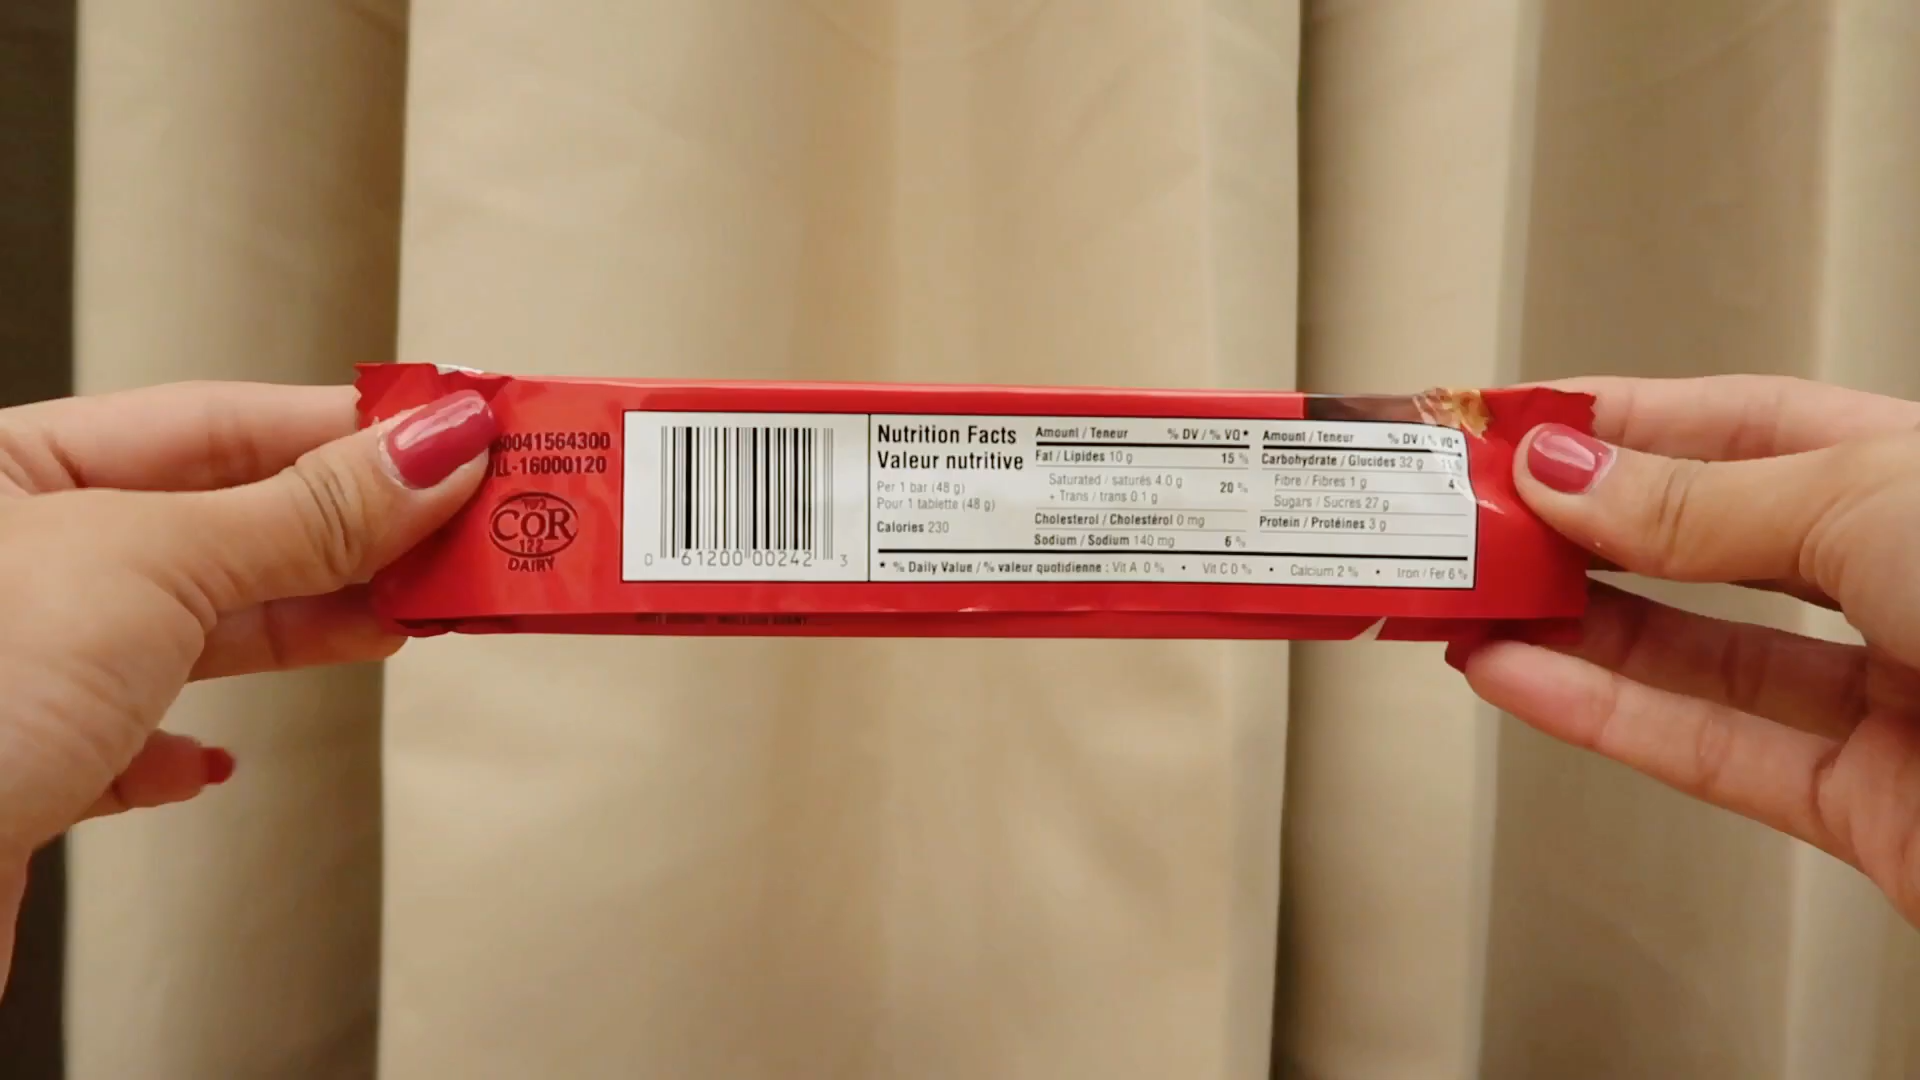 0041564300
LL-16000120
COR
122
DAIRY
0 61200 00242 3
Nutrition Facts
Valeur nutritive
Per 1 bar (48 g)
Pour 1 tablette (48 g)
Calories 230
Amount / Teneur % DV / % VQ*
Fat / Lipides 10 g 15 %
Saturated / saturés 4.0 g
+ Trans / trans 0.1 g 20 %
Cholesterol / Cholestérol 0 mg
Sodium / Sodium 140 mg 6 %
Amount / Teneur % DV / % VQ*
Carbohydrate / Glucides 32 g 11 %
Fibre / Fibres 1 g 4
Sugars / Sucres 27 g
Protein / Protéines 3 g
* % Daily Value / % valeur quotidienne : Vit A 0 % • Vit C 0 % • Calcium 2 % • Iron / Fer 6 %